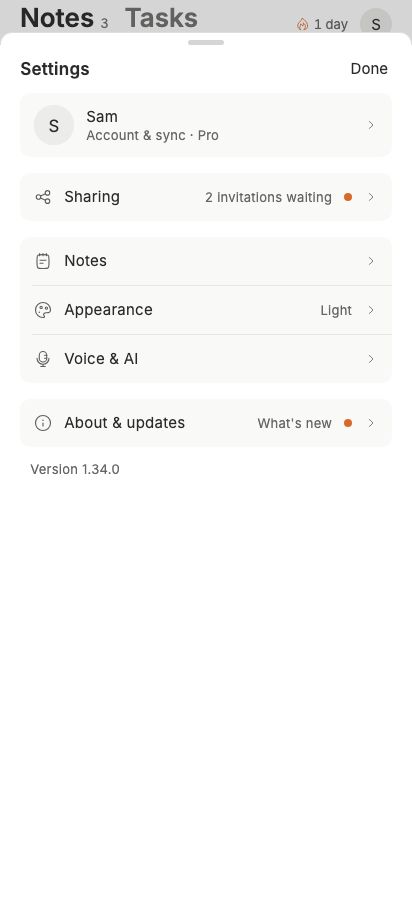 Notes 3 Tasks 1 day S
Settings Done
S Sam
Account & sync · Pro
Sharing 2 invitations waiting
Notes
Appearance Light
Voice & AI
About & updates What's new
Version 1.34.0